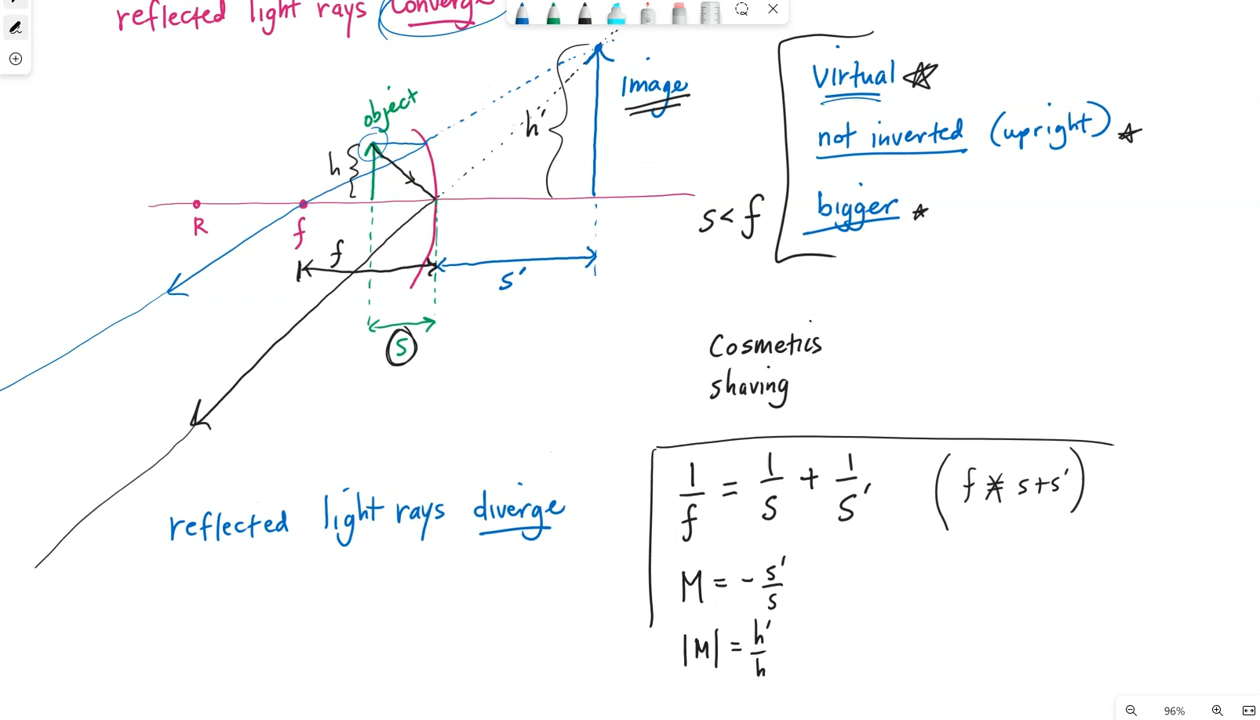 reflected light rays converge
object
image
h
h'
R
f
f
s'
s
s < f
virtual
not inverted (upright)
bigger
Cosmetics
shaving
reflected light rays diverge
1/f = 1/s + 1/s' (f ≠ s+s')
M = - s'/s
|M| = h'/h
96%